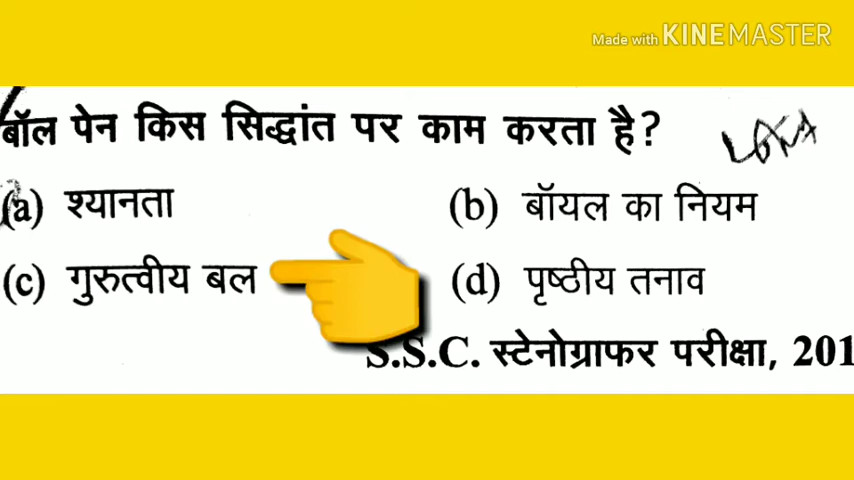 Made with KINEMASTER
बॉल पेन किस सिद्धांत पर काम करता है?
(a) श्यानता (b) बॉयल का नियम
(c) गुरुत्वीय बल (d) पृष्ठीय तनाव
S.S.C. स्टेनोग्राफर परीक्षा, 201